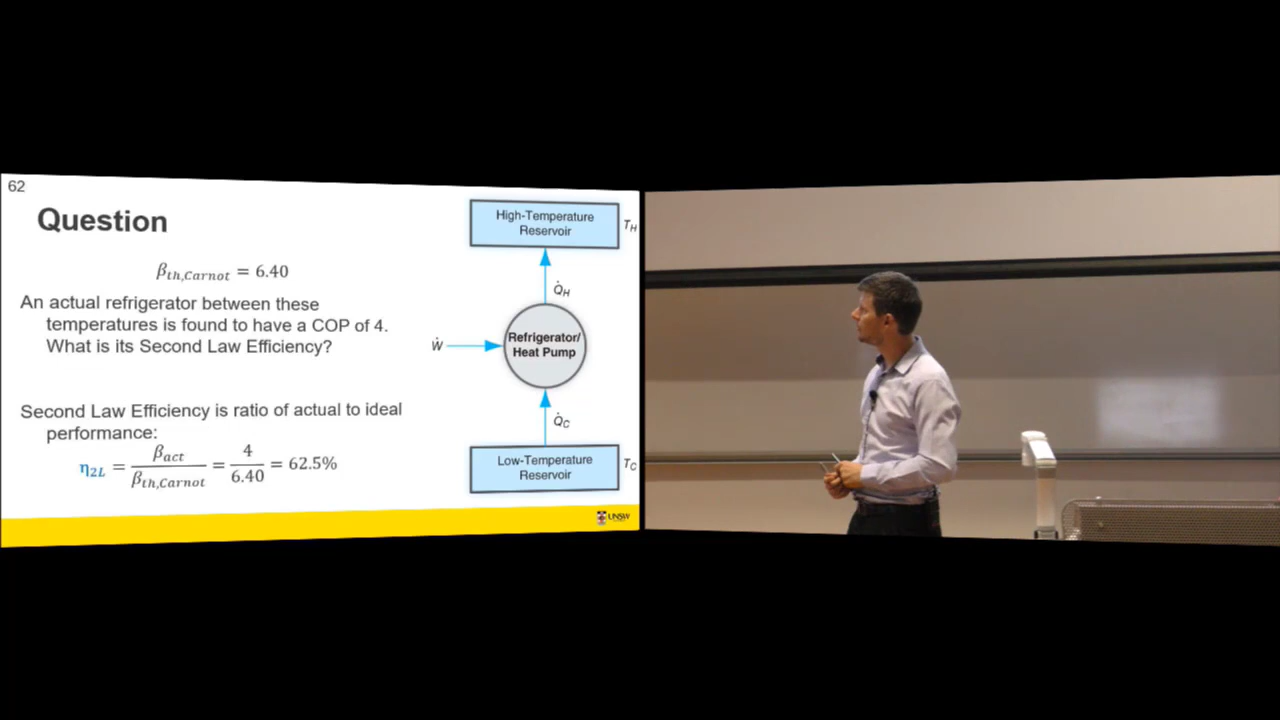 62
Question
β_th,Carnot = 6.40
An actual refrigerator between these
temperatures is found to have a COP of 4.
What is its Second Law Efficiency?
Second Law Efficiency is ratio of actual to ideal
performance:
η_2L = β_act / β_th,Carnot = 4 / 6.40 = 62.5%
High-Temperature
Reservoir
T_H
Q̇_H
Ẇ
Refrigerator/
Heat Pump
Q̇_C
Low-Temperature
Reservoir
T_C
UNSW